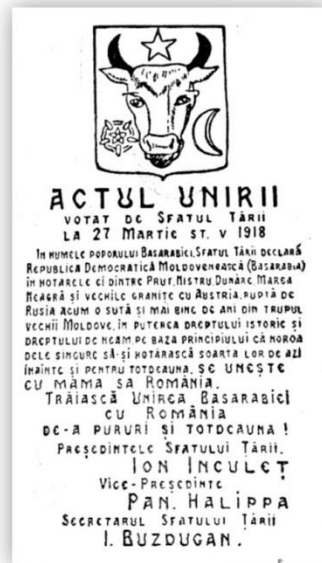 ACTUL UNIRII
VOTAT DE SFATUL ȚĂRII
LA 27 MARTIE ST. V 1918
ÎN NUMELE POPORULUI BASARABIEI, SFATUL ȚĂRII DECLARĂ
REPUBLICA DEMOCRATICĂ MOLDOVENEASCĂ (BASARABIA)
ÎN HOTARELE EI DINTRE PRUT, NISTRU, DUNĂRE, MAREA
NEAGRĂ ȘI VECHILE GRANIȚE CU AUSTRIA, RUPTĂ DE
RUSIA ACUM O SUTĂ ȘI MAI BINE DE ANI DIN TRUPUL
VECHII MOLDOVE, ÎN PUTEREA DREPTULUI ISTORIC ȘI
DREPTULUI DE NEAM PE BAZA PRINCIPIULUI CĂ NOROA
DELE SINGURE SĂ-ȘI HOTĂRASCĂ SOARTA LOR DE AZI
ÎNAINTE ȘI PENTRU TOTDEAUNA, SE UNEȘTE
CU MAMA SA ROMÂNIA.
TRĂIASCĂ UNIREA BASARABIEI
CU ROMÂNIA
DE-A PURURI ȘI TOTDEAUNA!
PREȘEDINTELE SFATULUI ȚĂRII,
ION INCULEȚ
VICE-PREȘEDINTE
PAN. HALIPPA
SECRETARUL SFATULUI ȚĂRII
I. BUZDUGAN.